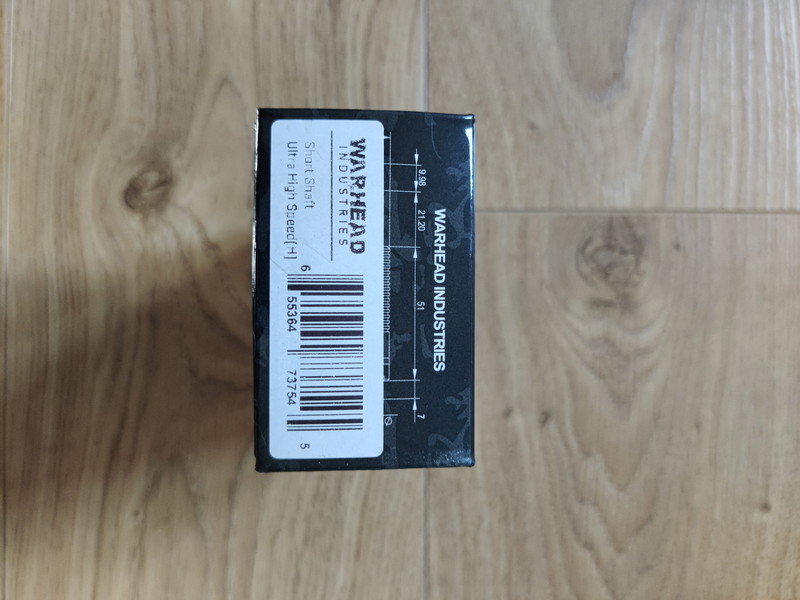 WARHEAD INDUSTRIES
9.98
21.20
51
7
WARHEAD
INDUSTRIES
Short Shaft
Ultra High Speed(H)
6 55364 73754 5